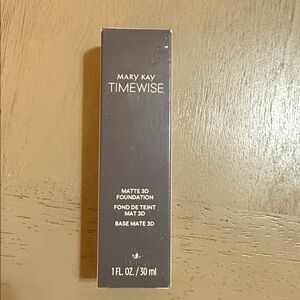 MARY KAY
TIMEWISE
MATTE 3D
FOUNDATION
FOND DE TEINT
MAT 3D
BASE MATE 3D
1 FL. OZ. / 30 ml